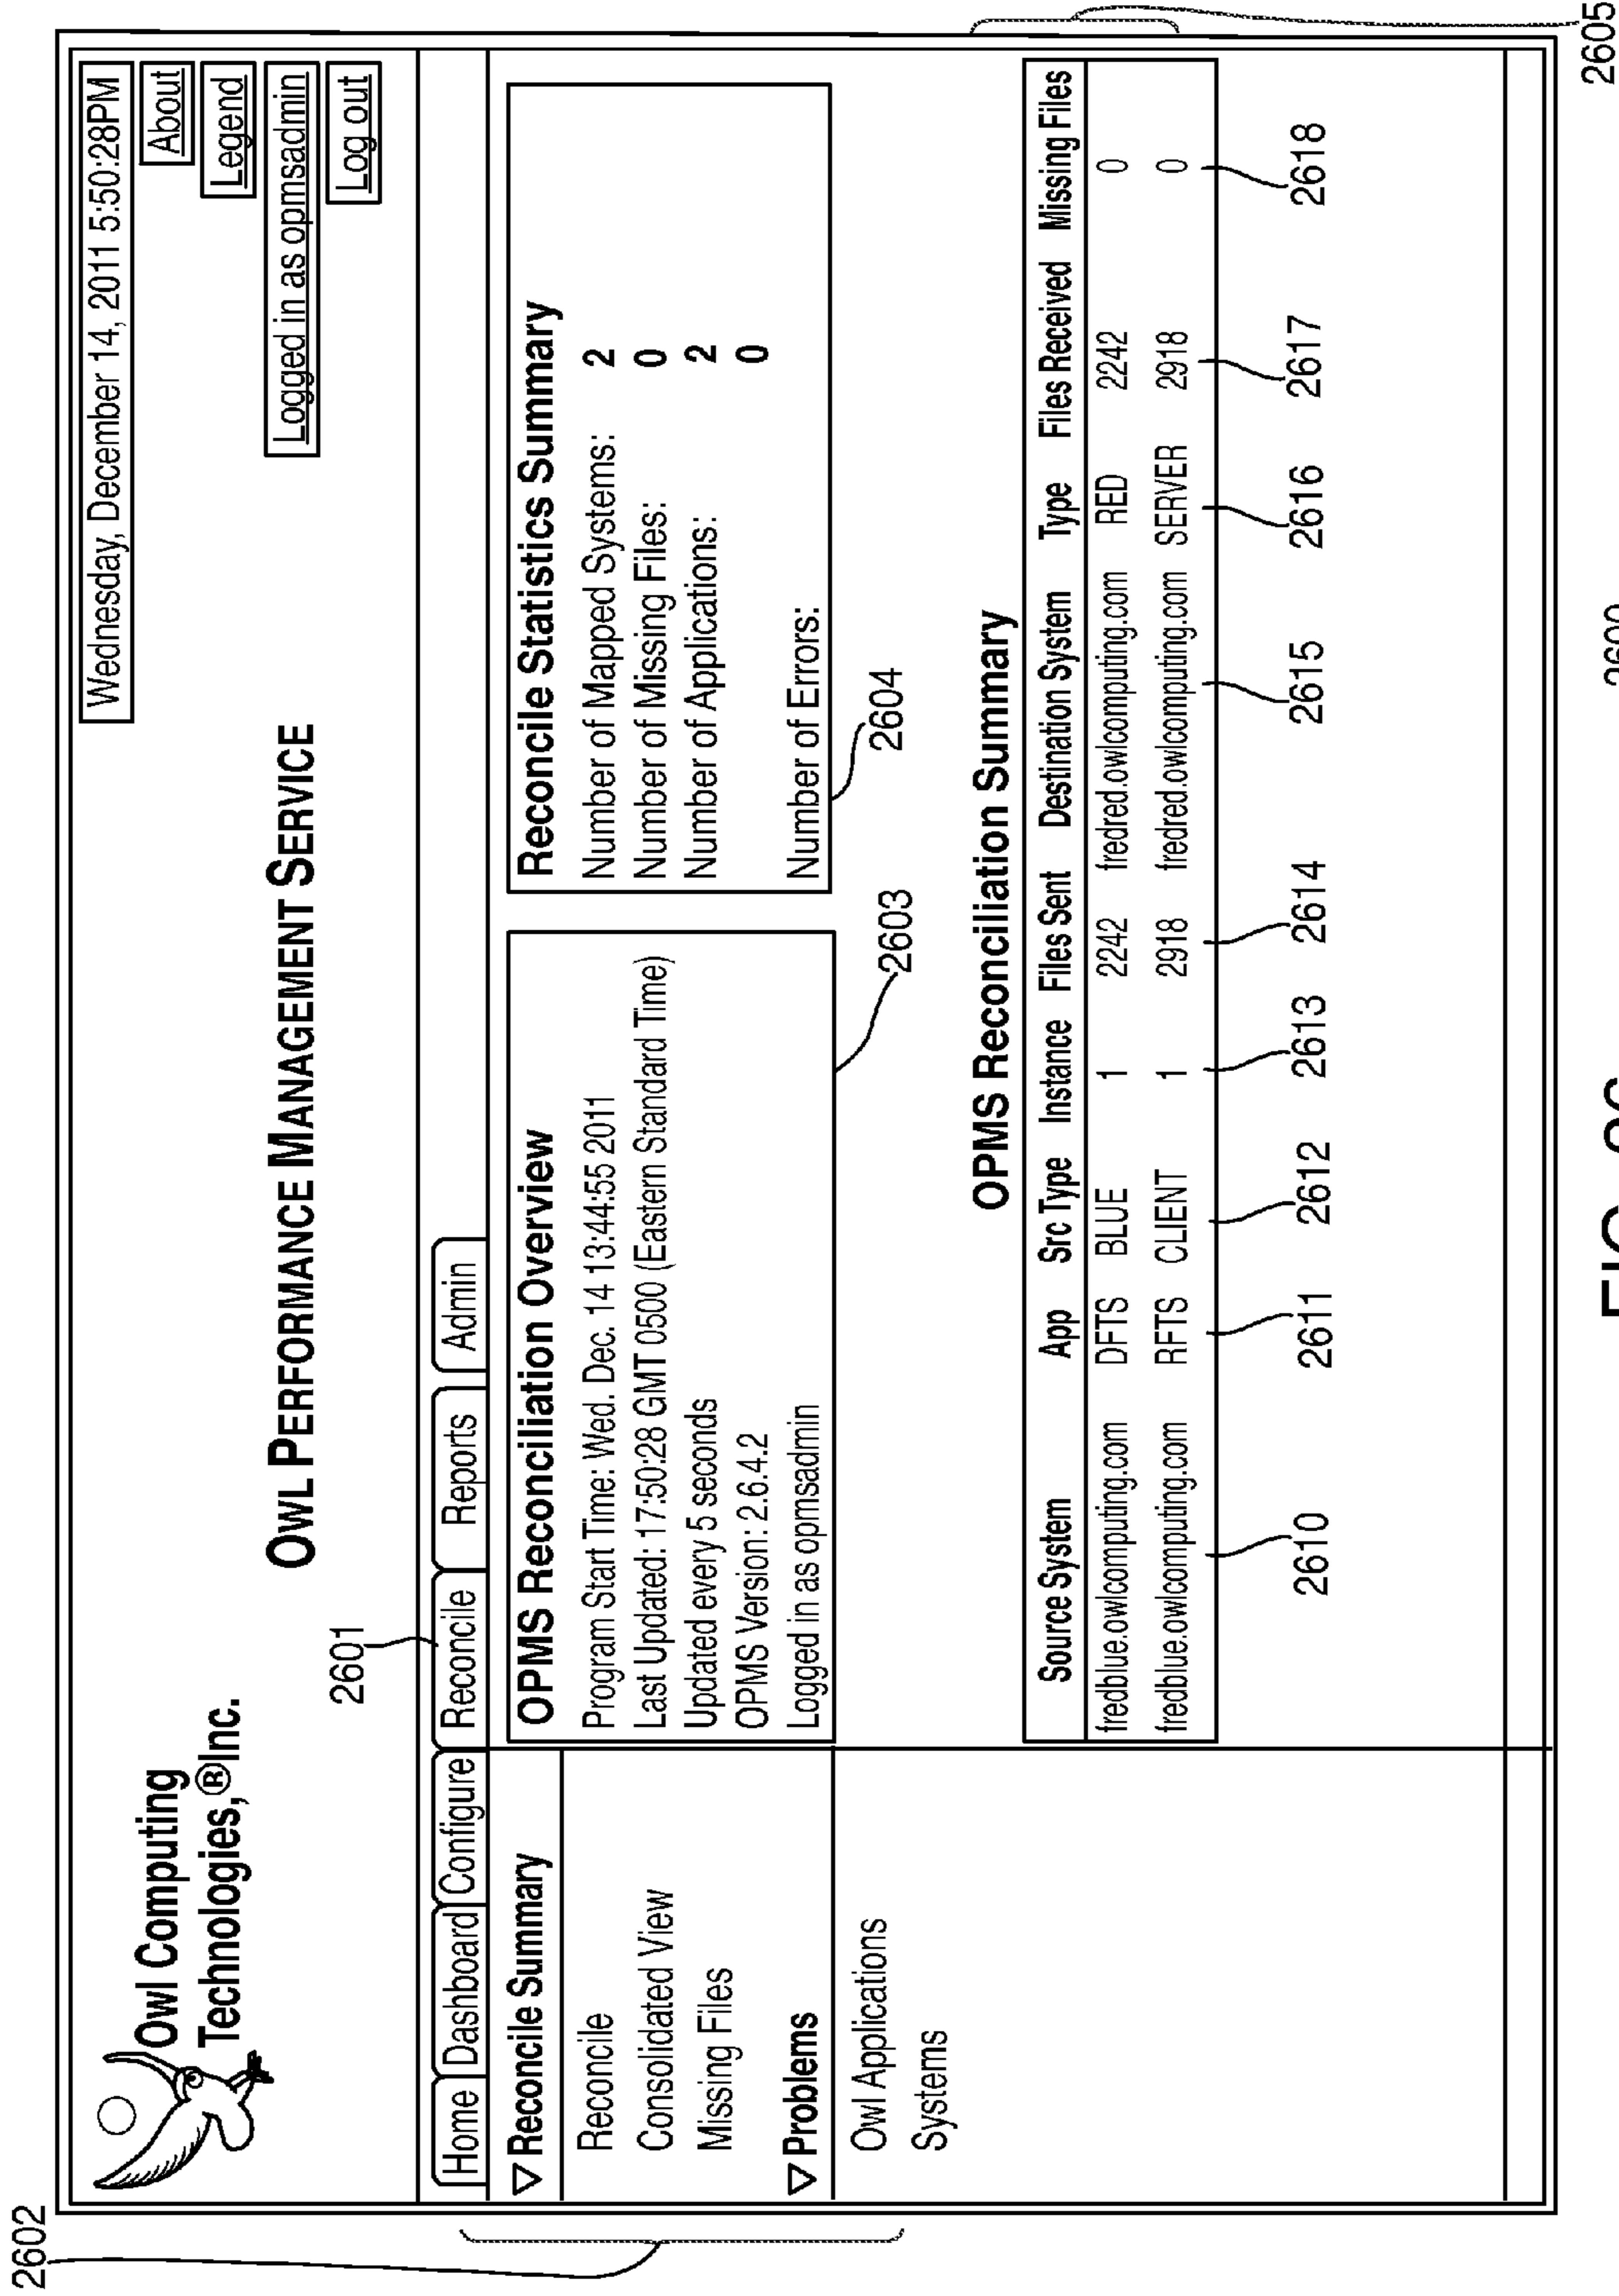 2602
Owl Computing
Technologies,®Inc.
Wednesday, December 14, 2011 5:50:28PM
About
Legend
Logged in as opmsadmin
Log out
OWL PERFORMANCE MANAGEMENT SERVICE
2601
Home Dashboard Configure Reconcile Reports Admin
▽ Reconcile Summary
Reconcile
Consolidated View
Missing Files
▽ Problems
Owl Applications
Systems
OPMS Reconciliation Overview
Program Start Time: Wed. Dec. 14 13:44:55 2011
Last Updated: 17:50:28 GMT 0500 (Eastern Standard Time)
Updated every 5 seconds
OPMS Version: 2.6.4.2
Logged in as opmsadmin
2603
Reconcile Statistics Summary
Number of Mapped Systems: 2
Number of Missing Files: 0
Number of Applications: 2
0
Number of Errors:
2604
OPMS Reconciliation Summary
Source System App Src Type Instance Files Sent Destination System Type Files Received Missing Files
fredblue.owlcomputing.com DFTS BLUE 1 2242 fredred.owlcomputing.com RED 2242 0
fredblue.owlcomputing.com RFTS CLIENT 1 2918 fredred.owlcomputing.com SERVER 2918 0
2610 2611 2612 2613 2614 2615 2616 2617 2618
2605